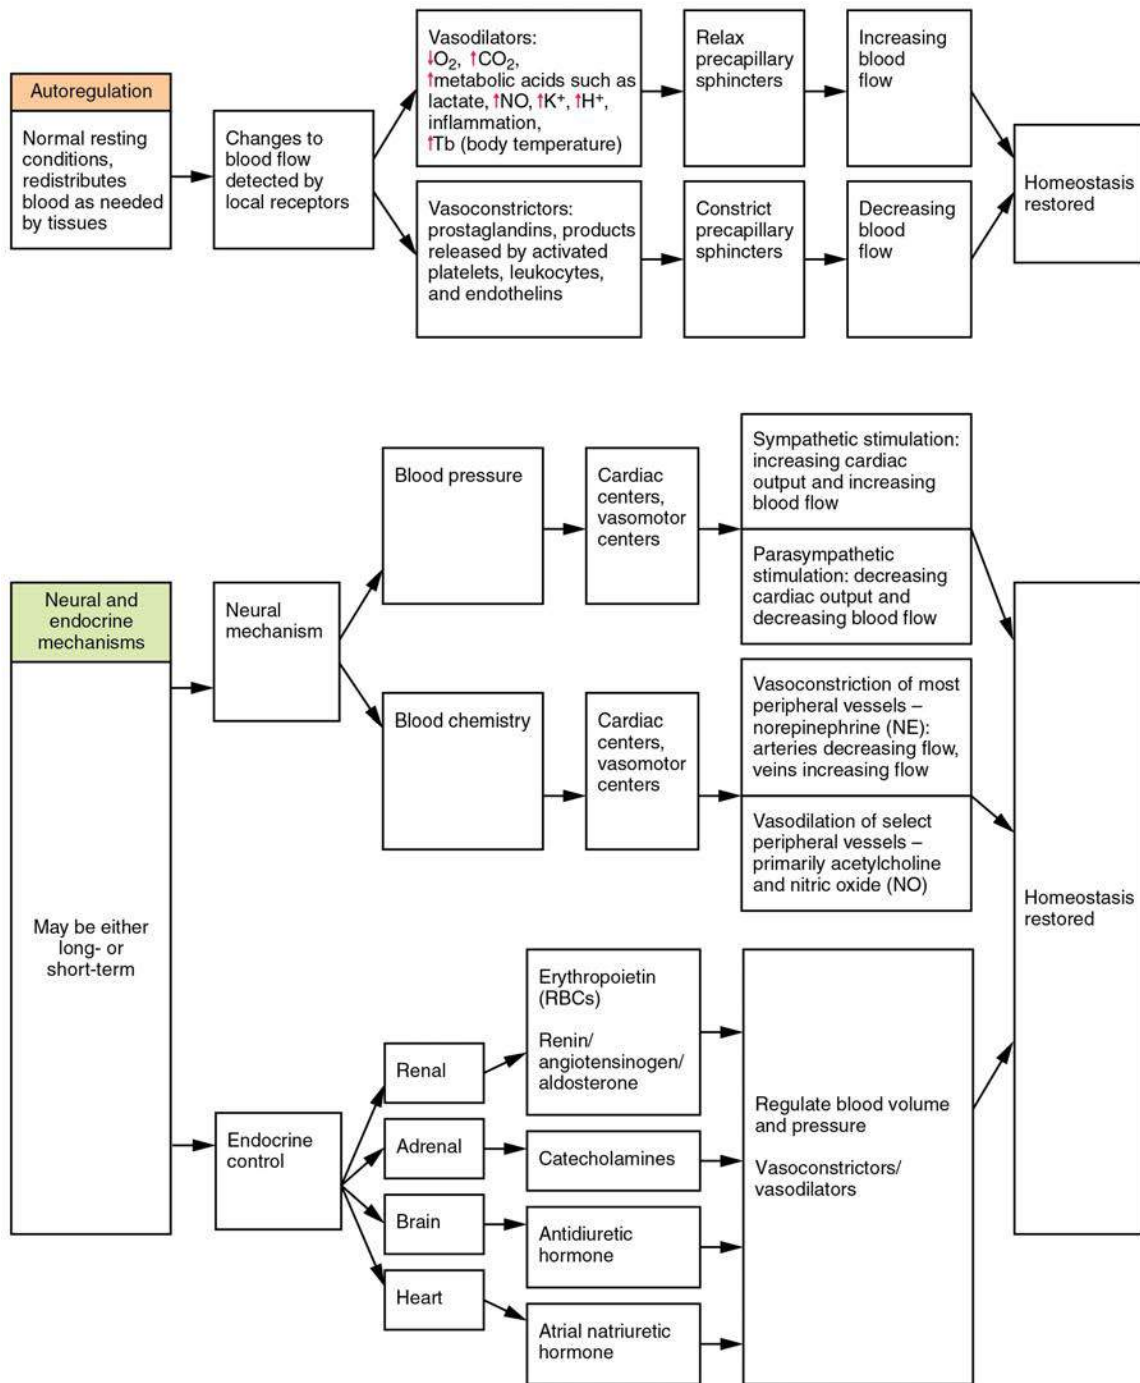 Autoregulation
Normal resting
conditions,
redistributes
blood as needed
by tissues
Changes to
blood flow
detected by
local receptors
Vasodilators:
↓O₂, ↑CO₂,
↑metabolic acids such as
lactate, ↑NO, ↑K⁺, ↑H⁺,
inflammation,
↑Tb (body temperature)
Relax
precapillary
sphincters
Increasing
blood
flow
Vasoconstrictors:
prostaglandins, products
released by activated
platelets, leukocytes,
and endothelins
Constrict
precapillary
sphincters
Decreasing
blood
flow
Homeostasis
restored
Neural and
endocrine
mechanisms
May be either
long- or
short-term
Neural
mechanism
Blood pressure
Cardiac
centers,
vasomotor
centers
Sympathetic stimulation:
increasing cardiac
output and increasing
blood flow
Parasympathetic
stimulation: decreasing
cardiac output and
decreasing blood flow
Blood chemistry
Cardiac
centers,
vasomotor
centers
Vasoconstriction of most
peripheral vessels –
norepinephrine (NE):
arteries decreasing flow,
veins increasing flow
Vasodilation of select
peripheral vessels –
primarily acetylcholine
and nitric oxide (NO)
Endocrine
control
Renal
Erythropoietin
(RBCs)
Renin/
angiotensinogen/
aldosterone
Adrenal
Catecholamines
Brain
Antidiuretic
hormone
Heart
Atrial natriuretic
hormone
Regulate blood volume
and pressure
Vasoconstrictors/
vasodilators
Homeostasis
restored